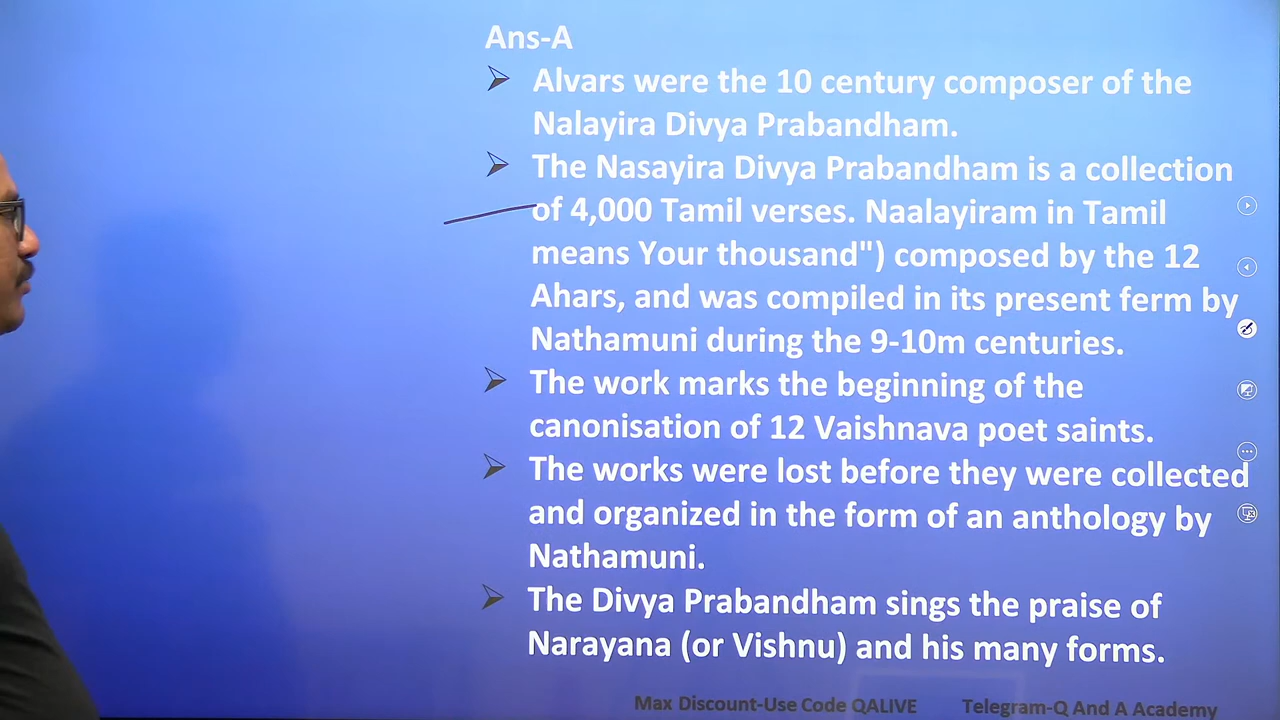 Ans-A
Alvars were the 10 century composer of the
Nalayira Divya Prabandham.
The Nasayira Divya Prabandham is a collection
of 4,000 Tamil verses. Naalayiram in Tamil
means Your thousand") composed by the 12
Ahars, and was compiled in its present ferm by
Nathamuni during the 9-10m centuries.
The work marks the beginning of the
canonisation of 12 Vaishnava poet saints.
The works were lost before they were collected
and organized in the form of an anthology by
Nathamuni.
The Divya Prabandham sings the praise of
Narayana (or Vishnu) and his many forms.
Max Discount-Use Code QALIVE Telegram-Q And A Academy